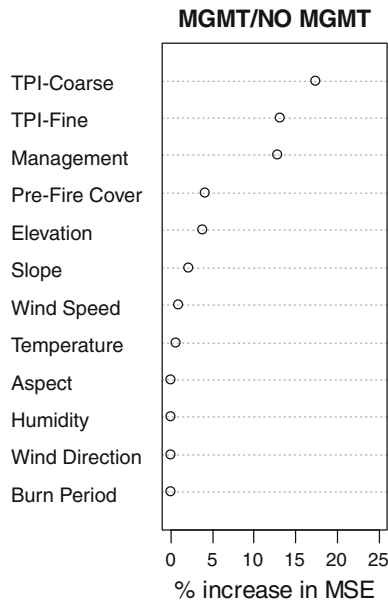 MGMT/NO MGMT
TPI-Coarse
TPI-Fine
Management
Pre-Fire Cover
Elevation
Slope
Wind Speed
Temperature
Aspect
Humidity
Wind Direction
Burn Period
0 5 10 15 20 25
% increase in MSE